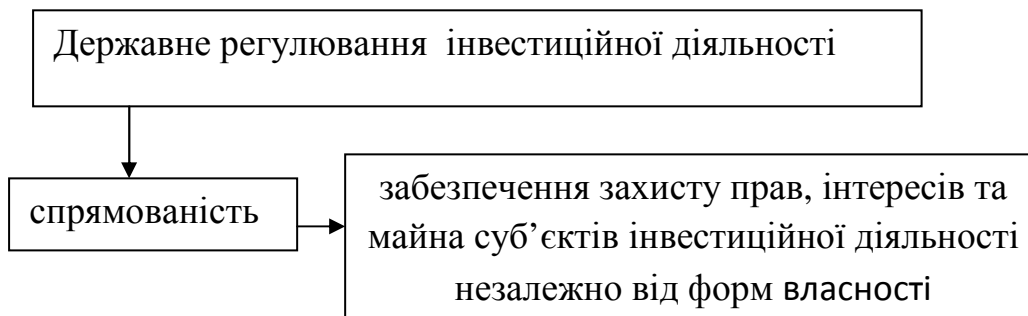 Державне регулювання інвестиційної діяльності
спрямованість
забезпечення захисту прав, інтересів та
майна суб’єктів інвестиційної діяльності
незалежно від форм власності